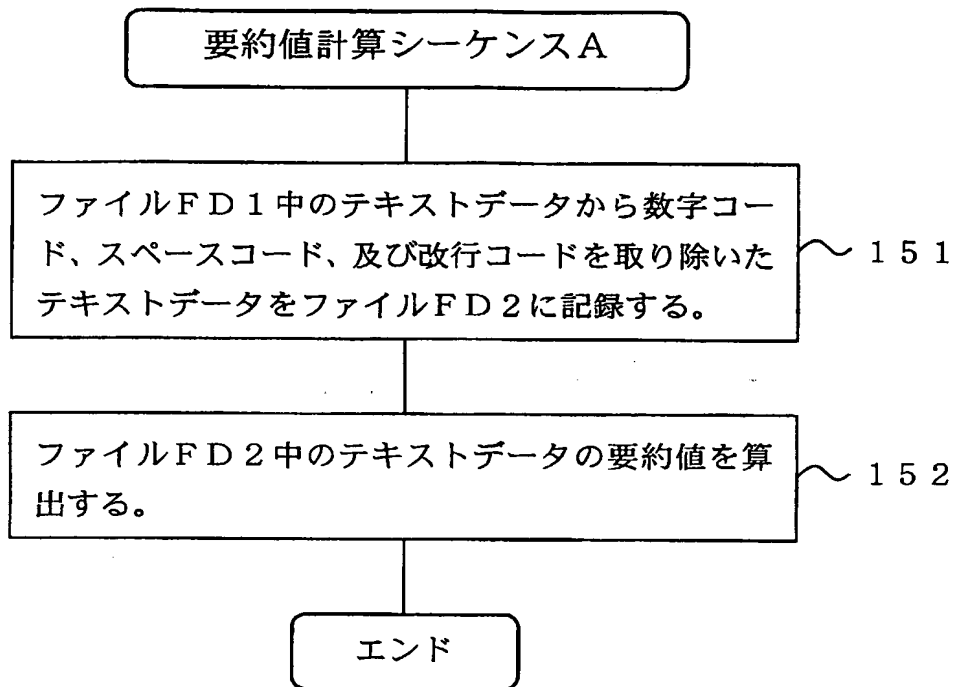 要約値計算シーケンスA
ファイルFD1中のテキストデータから数字コー
ド、スペースコード、及び改行コードを取り除いた
テキストデータをファイルFD2に記録する。
151
ファイルFD2中のテキストデータの要約値を算
出する。
152
エンド